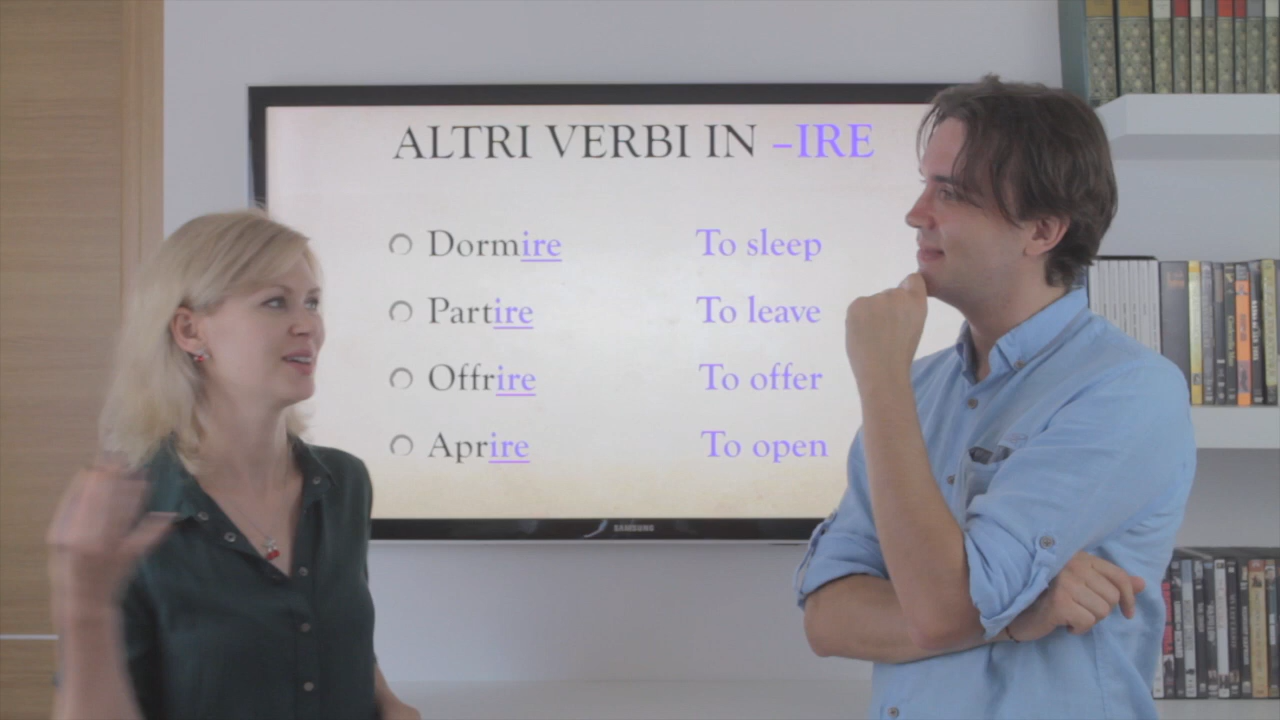 ALTRI VERBI IN -IRE
Dormire To sleep
Partire To leave
Offrire To offer
Aprire To open
SAMSUNG